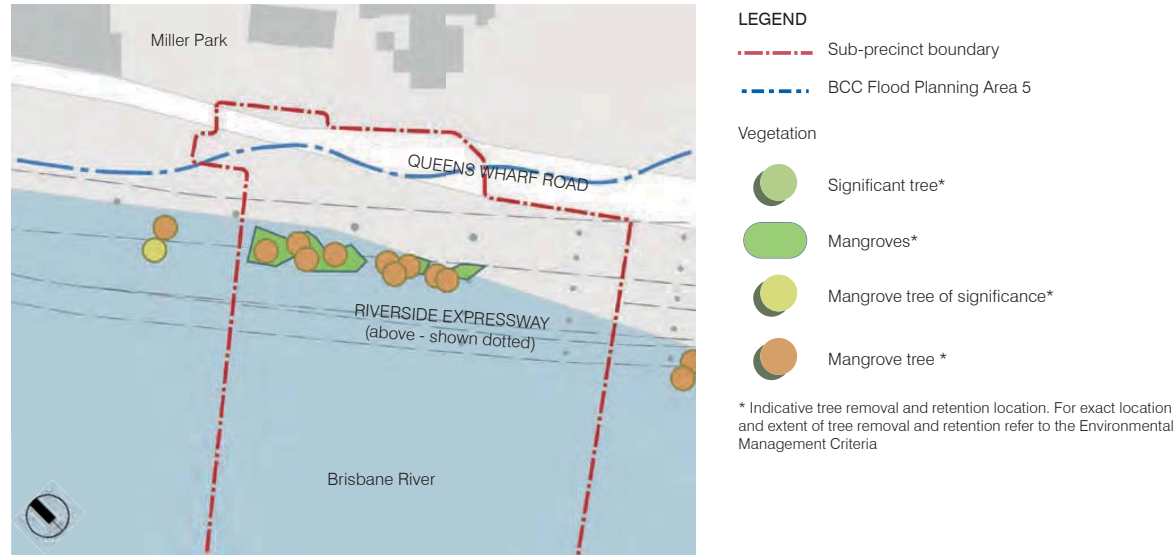 Miller Park
QUEENS WHARF ROAD
RIVERSIDE EXPRESSWAY
(above - shown dotted)
Brisbane River
LEGEND
Sub-precinct boundary
BCC Flood Planning Area 5
Vegetation
Significant tree*
Mangroves*
Mangrove tree of significance*
Mangrove tree *
* Indicative tree removal and retention location. For exact location
and extent of tree removal and retention refer to the Environmental
Management Criteria